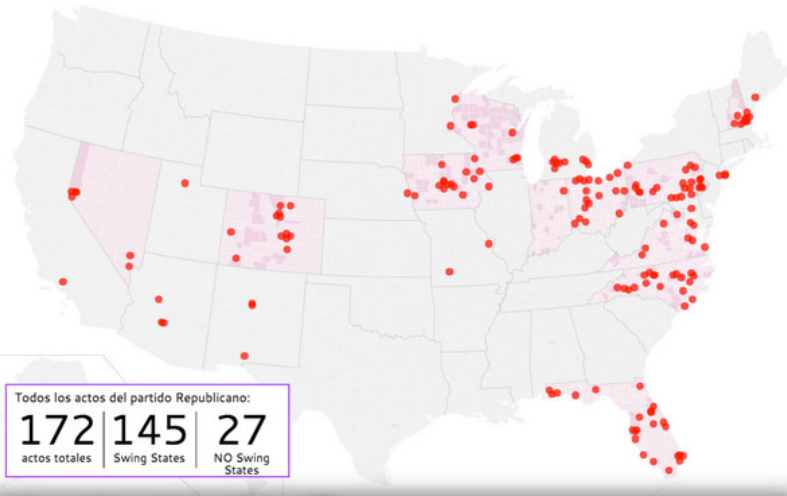 Todos los actos del partido Republicano:
172 145 27
actos totales Swing States NO Swing
States